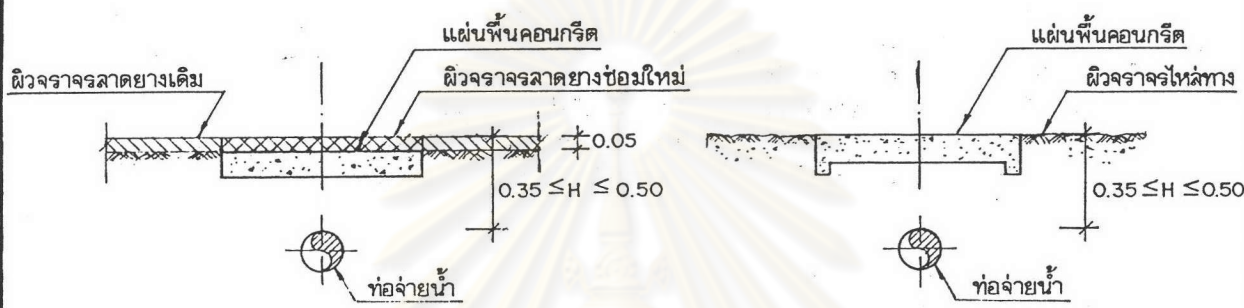 แผ่นพื้นคอนกรีต
ผิวจราจรลาดยางเดิม
ผิวจราจรลาดยางซ่อมใหม่
0.05
0.35 ≤ H ≤ 0.50
ท่อจ่ายน้ำ
แผ่นพื้นคอนกรีต
ผิวจราจรไหล่ทาง
0.35 ≤ H ≤ 0.50
ท่อจ่ายน้ำ